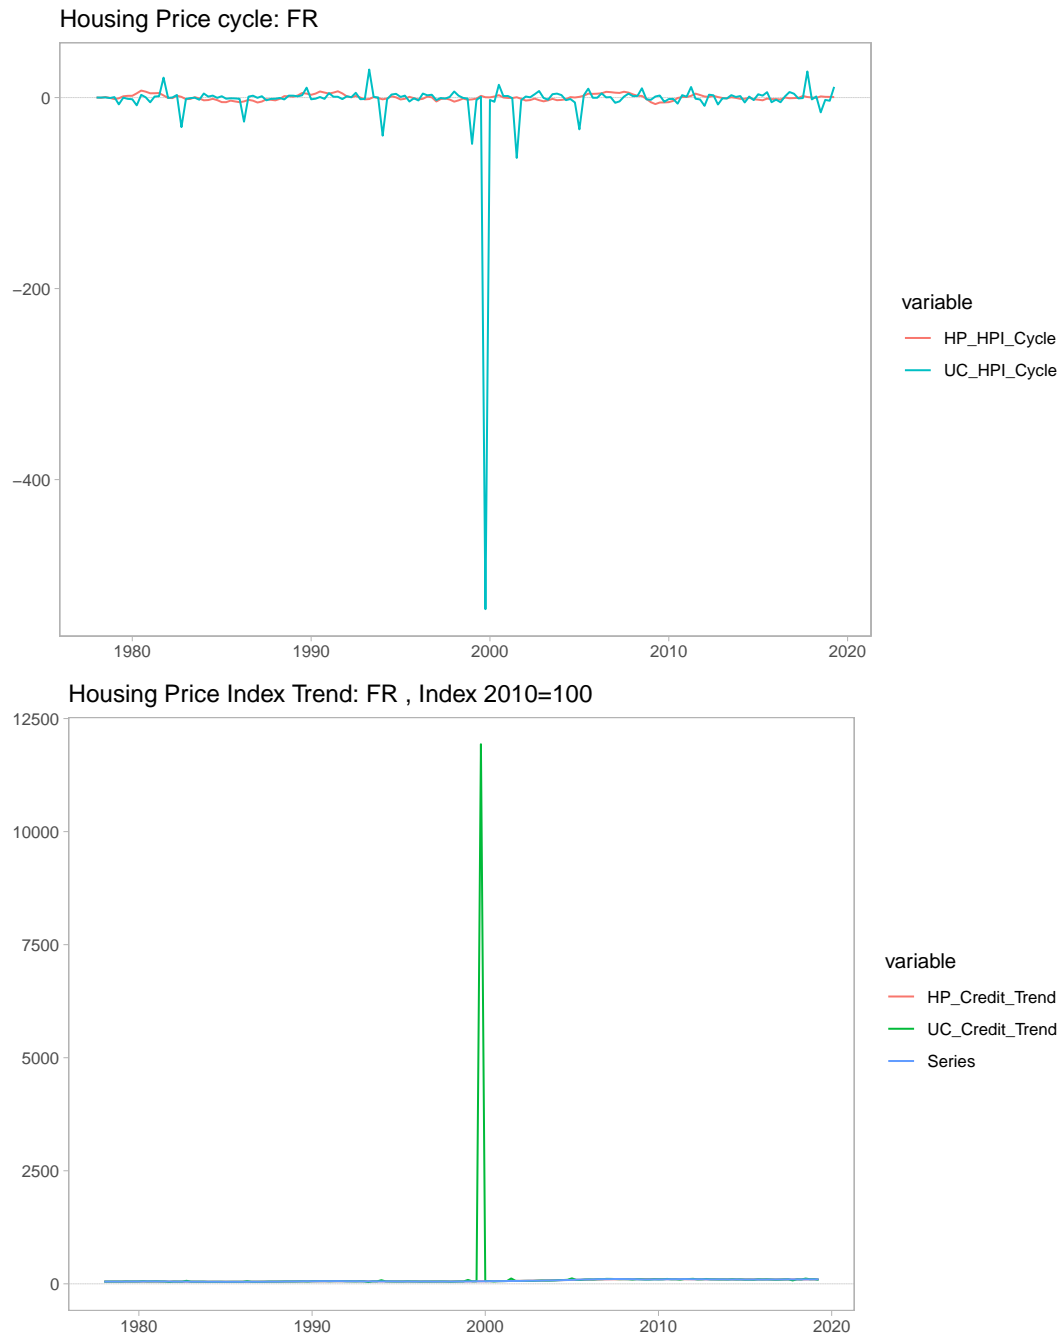 Housing Price cycle: FR
0
−200
−400
1980 1990 2000 2010 2020
variable
HP_HPI_Cycle
UC_HPI_Cycle
Housing Price Index Trend: FR , Index 2010=100
12500
10000
7500
5000
2500
0
1980 1990 2000 2010 2020
variable
HP_Credit_Trend
UC_Credit_Trend
Series